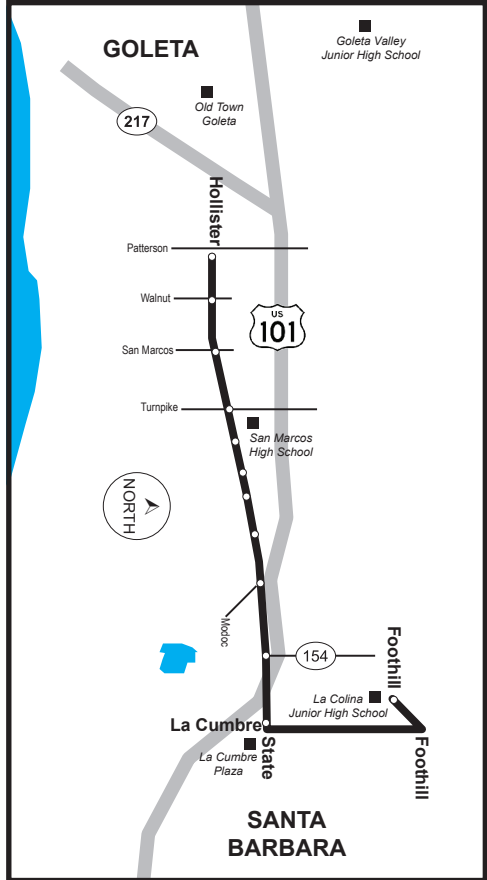 Goleta Valley
Junior High School
GOLETA
Old Town
Goleta
217
Hollister
Patterson
Walnut
US
101
San Marcos
Turnpike
San Marcos
High School
NORTH
Modoc
154
Foothill
La Colina
Junior High School
La Cumbre
State
Foothill
La Cumbre
Plaza
SANTA
BARBARA